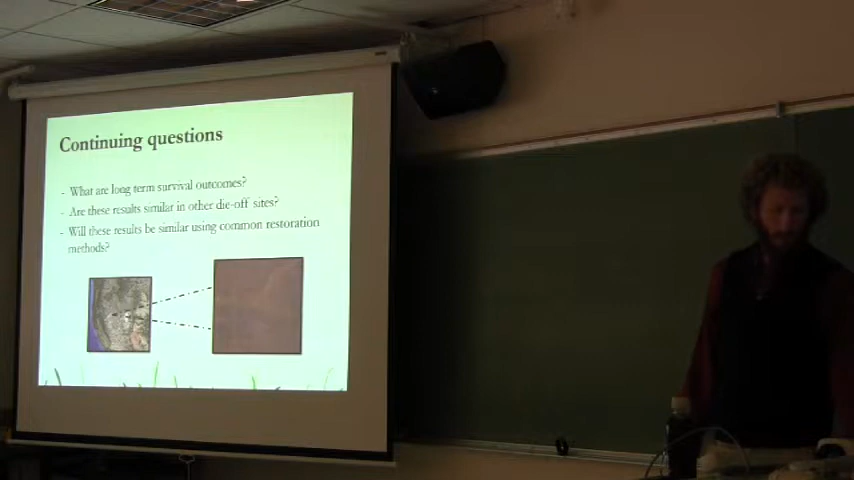 Continuing questions
- What are long term survival outcomes?
- Are these results similar in other die-off sites?
- Will these results be similar using common restoration
methods?